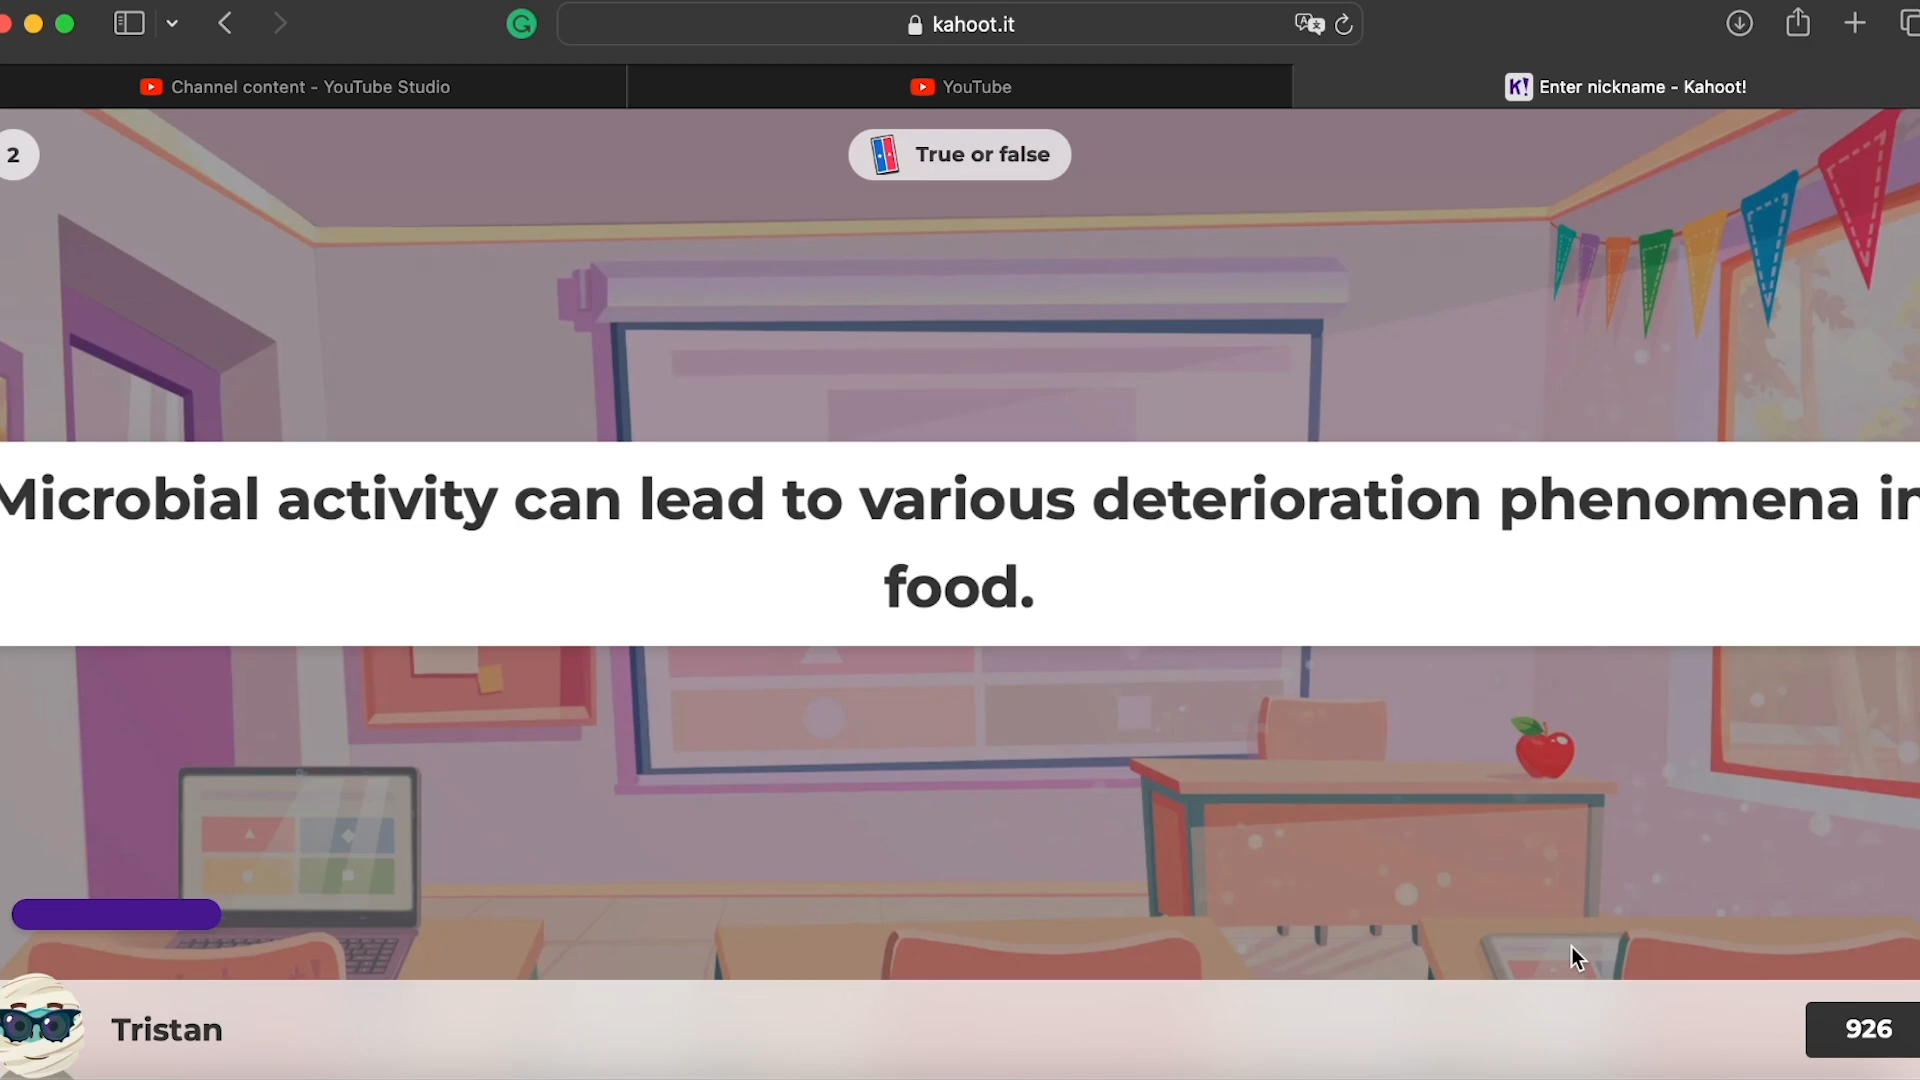 kahoot.it
Channel content - YouTube Studio
YouTube
K! Enter nickname - Kahoot!
2
True or false
Microbial activity can lead to various deterioration phenomena in
food.
Tristan
926